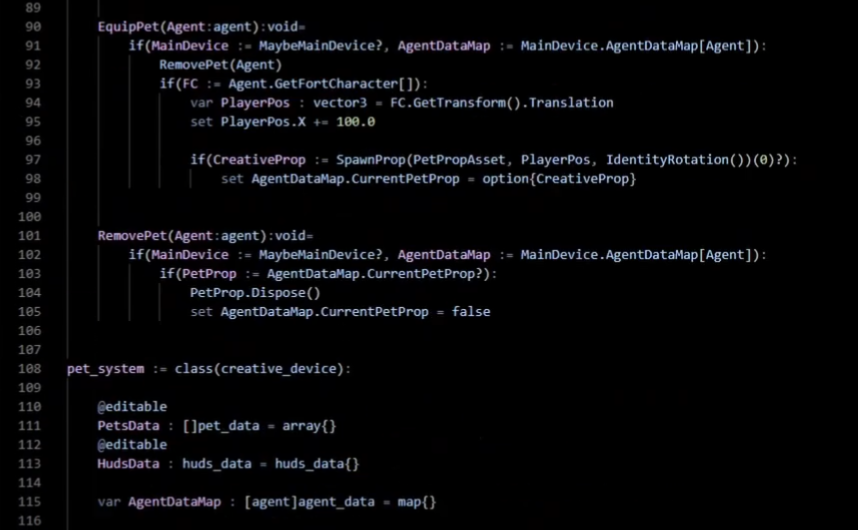 89
90 EquipPet(Agent:agent):void=
91 if(MainDevice := MaybeMainDevice?, AgentDataMap := MainDevice.AgentDataMap[Agent]):
92 RemovePet(Agent)
93 if(FC := Agent.GetFortCharacter[]):
94 var PlayerPos : vector3 = FC.GetTransform().Translation
95 set PlayerPos.X += 100.0
96
97 if(CreativeProp := SpawnProp(PetPropAsset, PlayerPos, IdentityRotation())(0)?):
98 set AgentDataMap.CurrentPetProp = option{CreativeProp}
99
100
101 RemovePet(Agent:agent):void=
102 if(MainDevice := MaybeMainDevice?, AgentDataMap := MainDevice.AgentDataMap[Agent]):
103 if(PetProp := AgentDataMap.CurrentPetProp?):
104 PetProp.Dispose()
105 set AgentDataMap.CurrentPetProp = false
106
107
108 pet_system := class(creative_device):
109
110 @editable
111 PetsData : []pet_data = array{}
112 @editable
113 HudsData : huds_data = huds_data{}
114
115 var AgentDataMap : [agent]agent_data = map{}
116